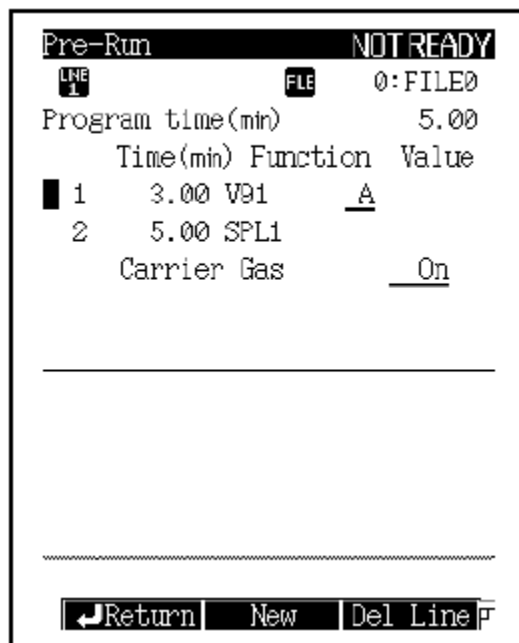 Pre-Run NOT READY
LINE 1 FLE 0:FILE0
Program time(min) 5.00
Time(min) Function Value
1 3.00 V91 A
2 5.00 SPL1
Carrier Gas On
↵Return New Del Line